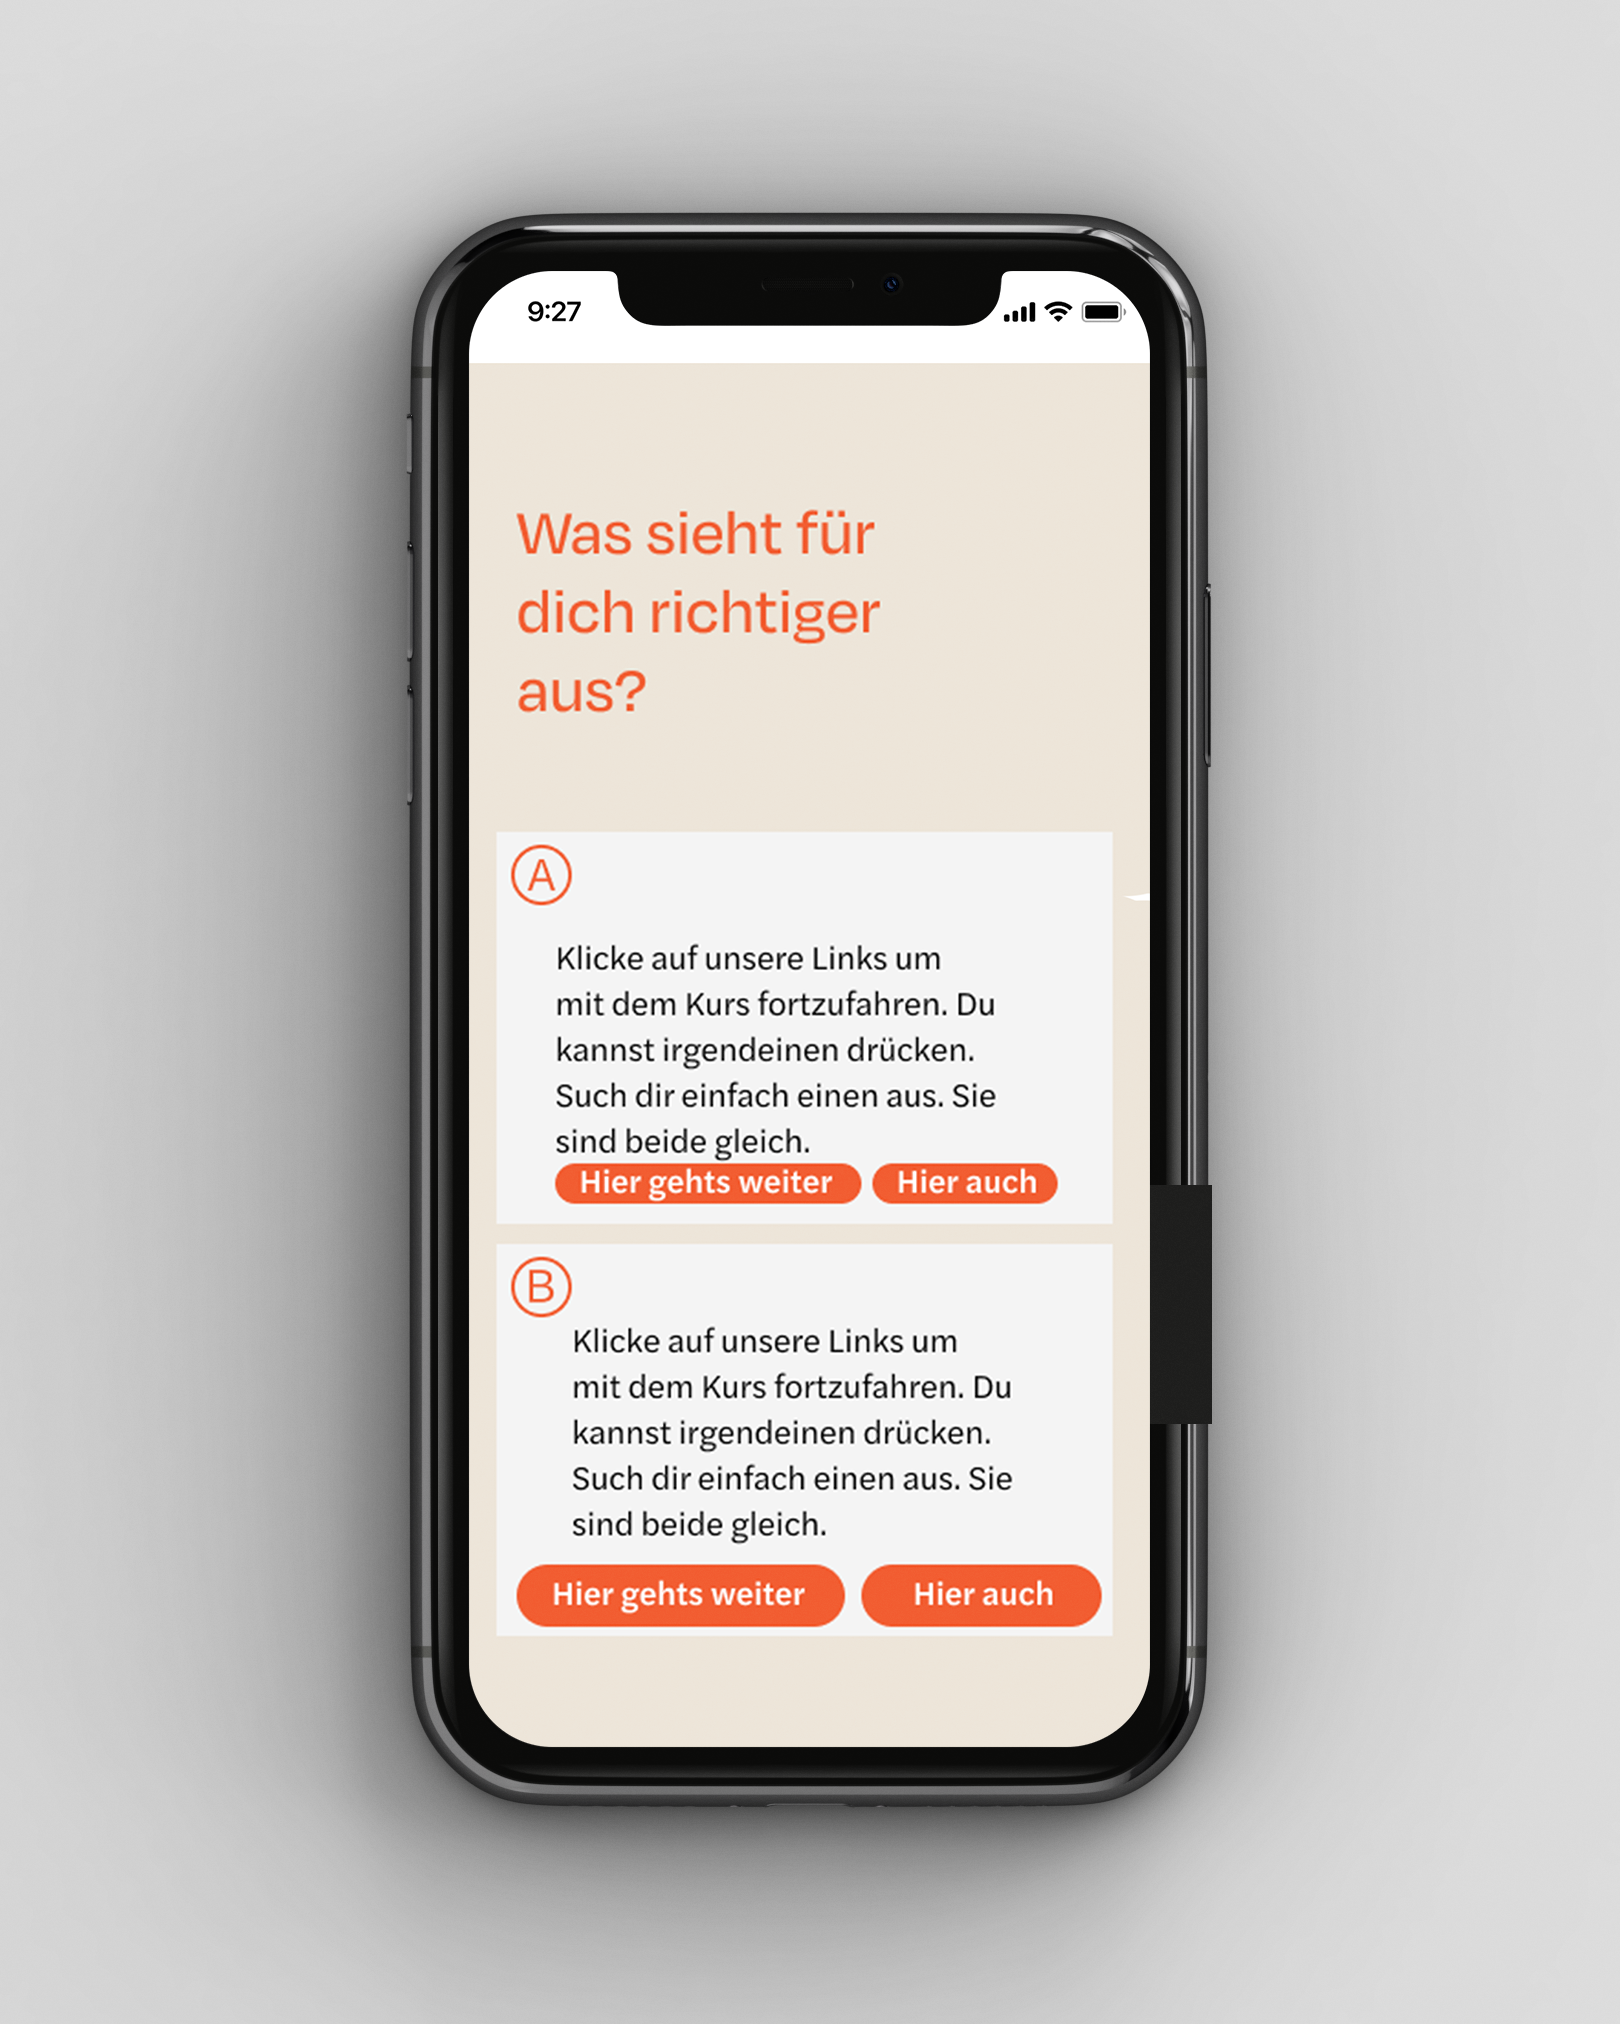 9:27
Was sieht für
dich richtiger
aus?
A
Klicke auf unsere Links um
mit dem Kurs fortzufahren. Du
kannst irgendeinen drücken.
Such dir einfach einen aus. Sie
sind beide gleich.
Hier gehts weiter Hier auch
B
Klicke auf unsere Links um
mit dem Kurs fortzufahren. Du
kannst irgendeinen drücken.
Such dir einfach einen aus. Sie
sind beide gleich.
Hier gehts weiter Hier auch